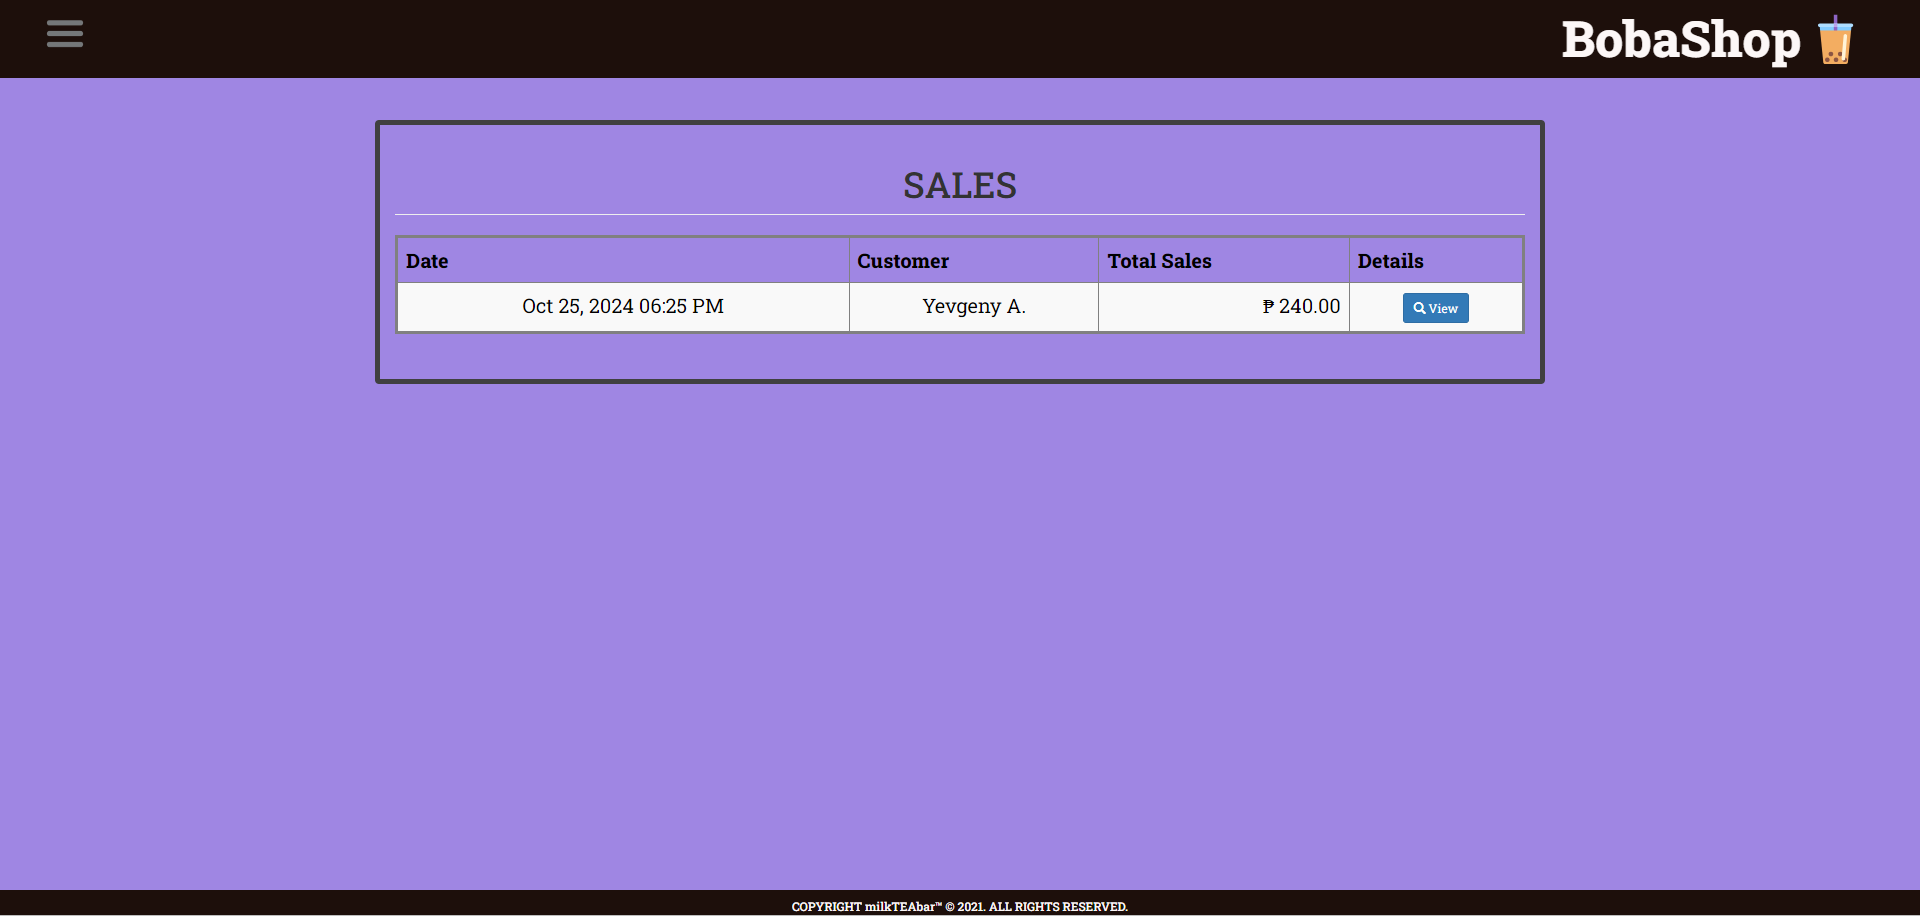 BobaShop
SALES
Date Customer Total Sales Details
Oct 25, 2024 06:25 PM Yevgeny A. ₱ 240.00 View
COPYRIGHT milkTEAbar™ © 2021. ALL RIGHTS RESERVED.